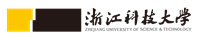 浙江科技大学
ZHEJIANG UNIVERSITY OF SCIENCE & TECHNOLOGY